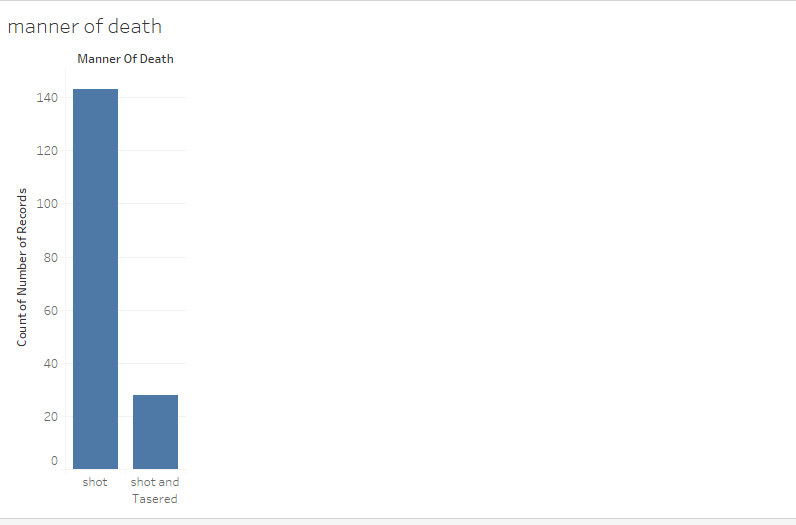 manner of death
Manner Of Death
Count of Number of Records
140
120
100
80
60
40
20
0
shot
shot and
Tasered